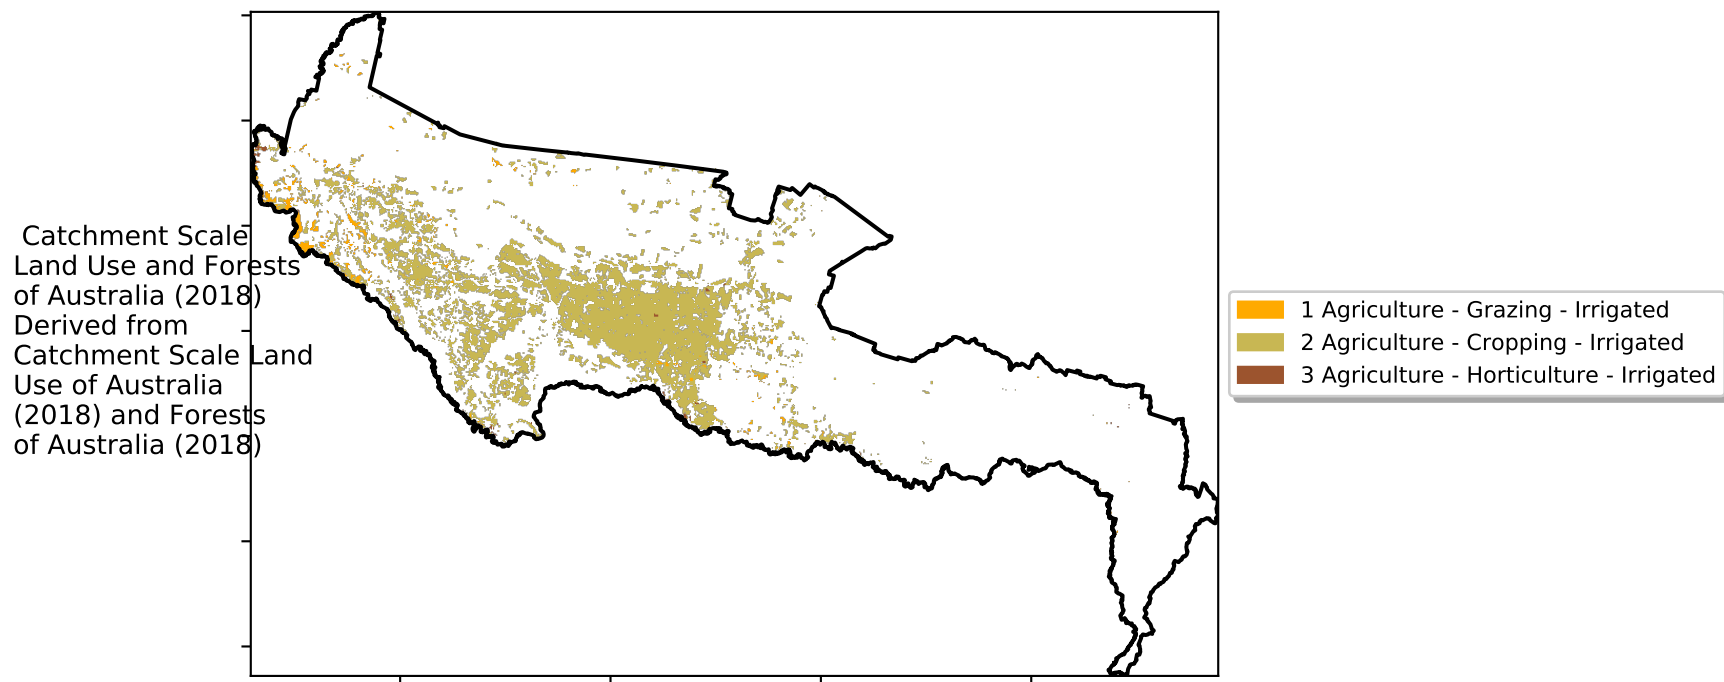 Catchment Scale
Land Use and Forests
of Australia (2018)
Derived from
Catchment Scale Land
Use of Australia
(2018) and Forests
of Australia (2018)
1 Agriculture - Grazing - Irrigated
2 Agriculture - Cropping - Irrigated
3 Agriculture - Horticulture - Irrigated